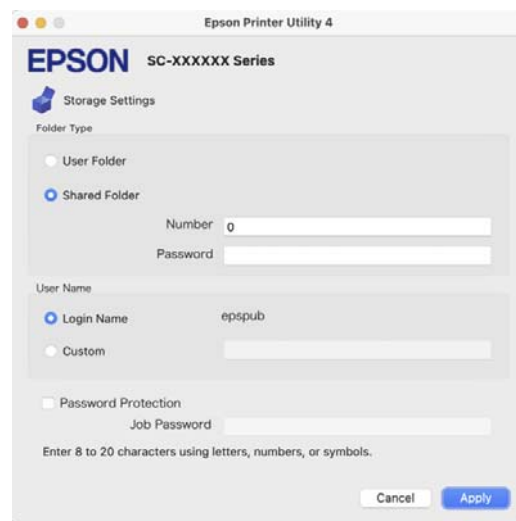 Epson Printer Utility 4
EPSON SC-XXXXXX Series
Storage Settings
Folder Type
User Folder
Shared Folder
Number 0
Password
User Name
Login Name epspub
Custom
Password Protection
Job Password
Enter 8 to 20 characters using letters, numbers, or symbols.
Cancel Apply